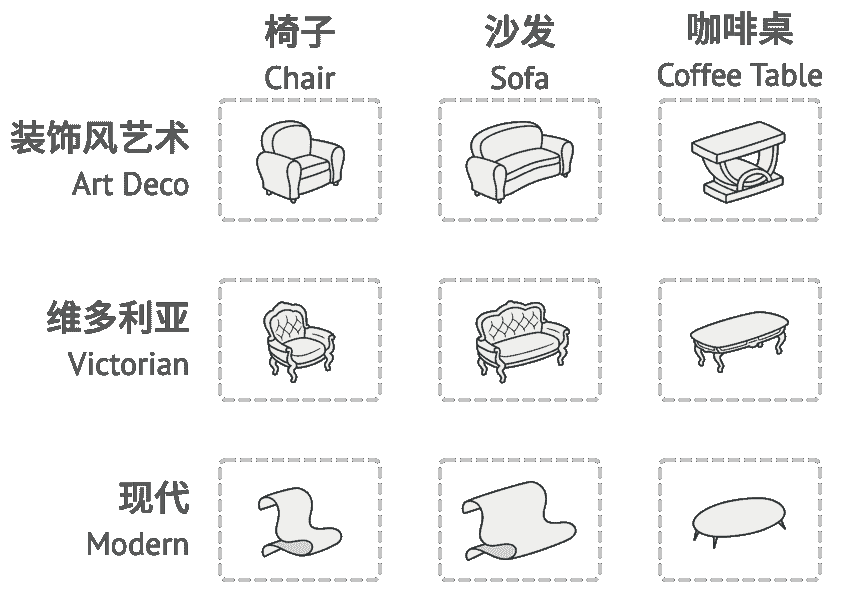 椅子
Chair
沙发
Sofa
咖啡桌
Coffee Table
装饰风艺术
Art Deco
维多利亚
Victorian
现代
Modern